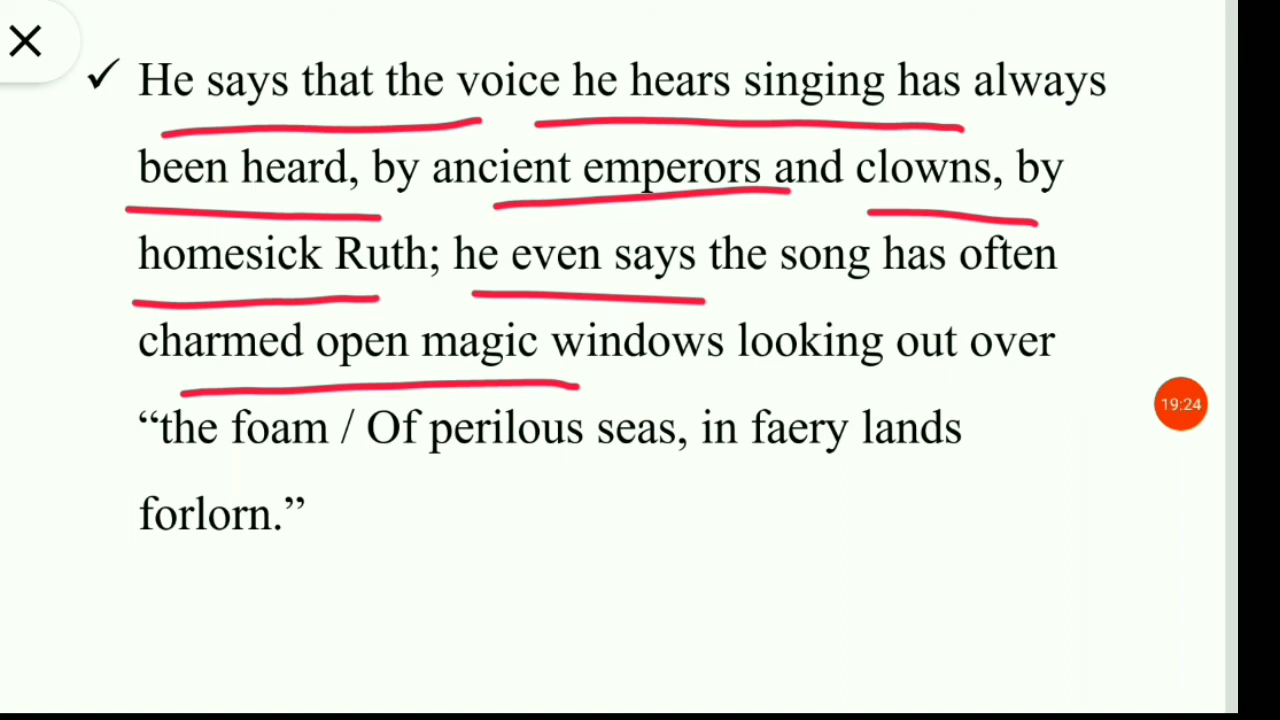 ✓ He says that the voice he hears singing has always
been heard, by ancient emperors and clowns, by
homesick Ruth; he even says the song has often
charmed open magic windows looking out over
“the foam / Of perilous seas, in faery lands
19:24
forlorn.”